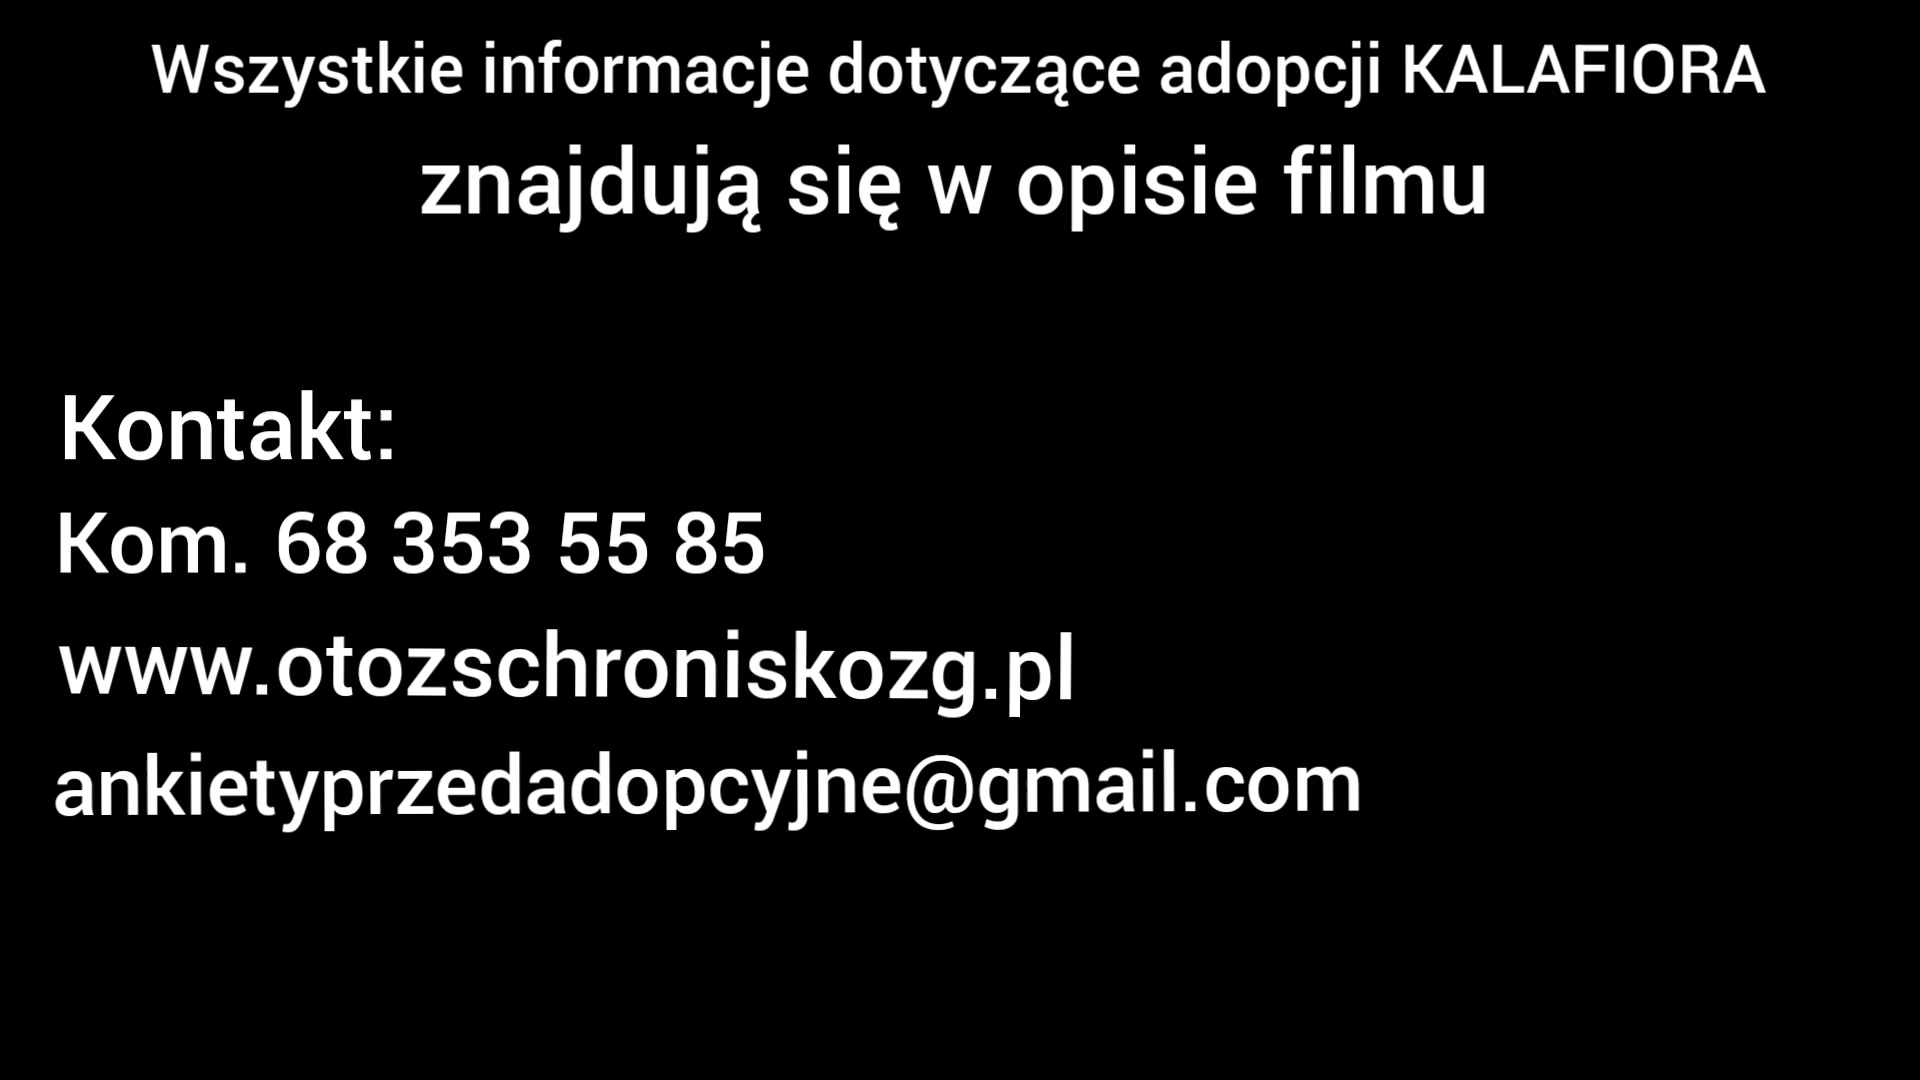 Wszystkie informacje dotyczące adopcji KALAFIORA
znajdują się w opisie filmu
Kontakt:
Kom. 68 353 55 85
www.otozschroniskozg.pl
ankietyprzedadopcyjne@gmail.com